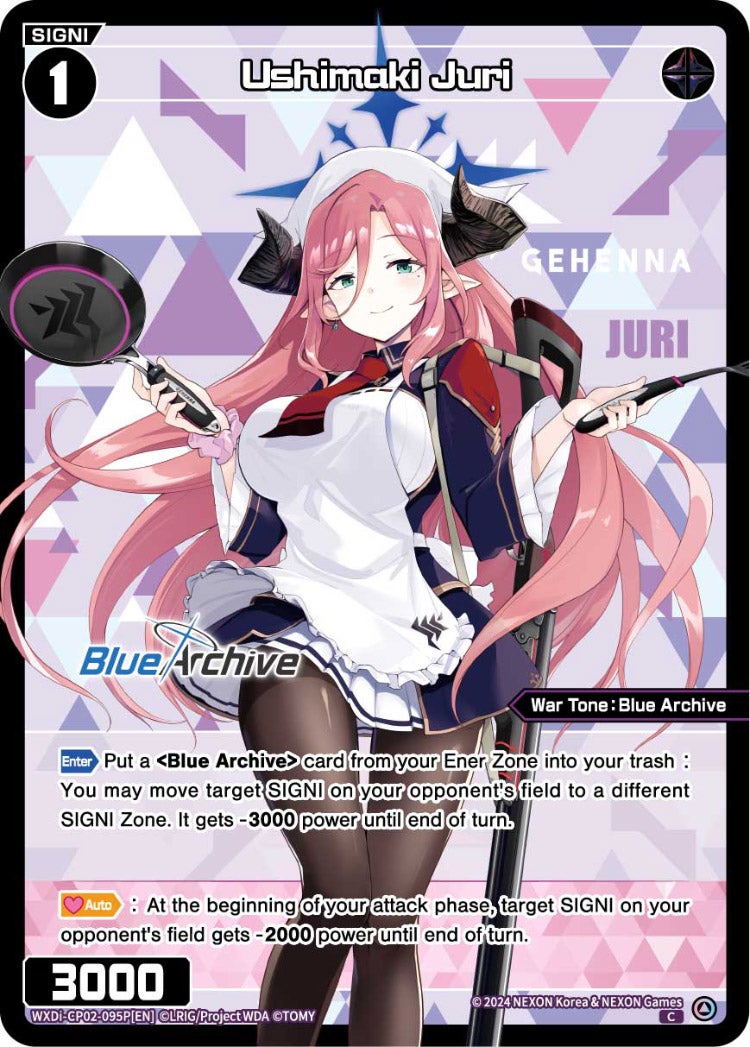 SIGNI
1
Ushimaki Juri
GEHENNA
JURI
Blue Archive
War Tone:Blue Archive
Enter Put a <Blue Archive> card from your Ener Zone into your trash :
You may move target SIGNI on your opponent's field to a different
SIGNI Zone. It gets -3000 power until end of turn.
Auto : At the beginning of your attack phase, target SIGNI on your
opponent's field gets -2000 power until end of turn.
3000
© 2024 NEXON Korea & NEXON Games
WXDi-CP02-095P[EN] ©LRIG/Project WDA ©TOMY
C